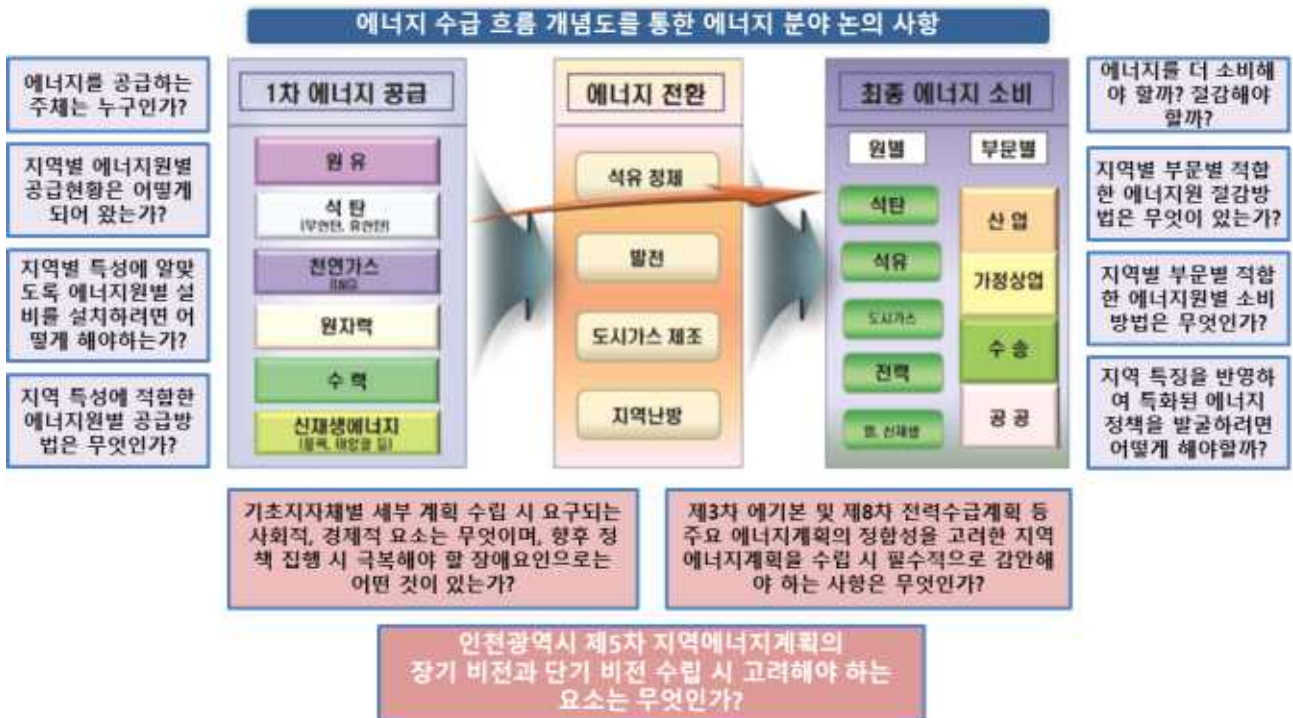 에너지 수급 흐름 개념도를 통한 에너지 분야 논의 사항
에너지를 공급하는
주체는 누구인가?
지역별 에너지원별
공급현황은 어떻게
되어 왔는가?
지역별 특성에 알맞
도록 에너지원별 설
비를 설치하려면 어
떻게 해야하는가?
지역 특성에 적합한
에너지원별 공급방
법은 무엇인가?
1차 에너지 공급
원 유
석 탄
(무연탄, 유연탄)
천연가스
(LNG)
원자력
수 력
신재생에너지
(풍력, 태양열 등)
에너지 전환
석유 정제
발전
도시가스 제조
지역난방
최종 에너지 소비
원별
부문별
석탄
석유
도시가스
전력
열, 신재생
산 업
가정상업
수 송
공 공
에너지를 더 소비해
야 할까? 절감해야
할까?
지역별 부문별 적합
한 에너지원 절감방
법은 무엇이 있는가?
지역별 부문별 적합
한 에너지원별 소비
방법은 무엇인가?
지역 특징을 반영하
여 특화된 에너지
정책을 발굴하려면
어떻게 해야할까?
기초지자체별 세부 계획 수립 시 요구되는
사회적, 경제적 요소는 무엇이며, 향후 정
책 집행 시 극복해야 할 장애요인으로는
어떤 것이 있는가?
제3차 에기본 및 제8차 전력수급계획 등
주요 에너지계획의 정합성을 고려한 지역
에너지계획을 수립 시 필수적으로 감안해
야 하는 사항은 무엇인가?
인천광역시 제5차 지역에너지계획의
장기 비전과 단기 비전 수립 시 고려해야 하는
요소는 무엇인가?